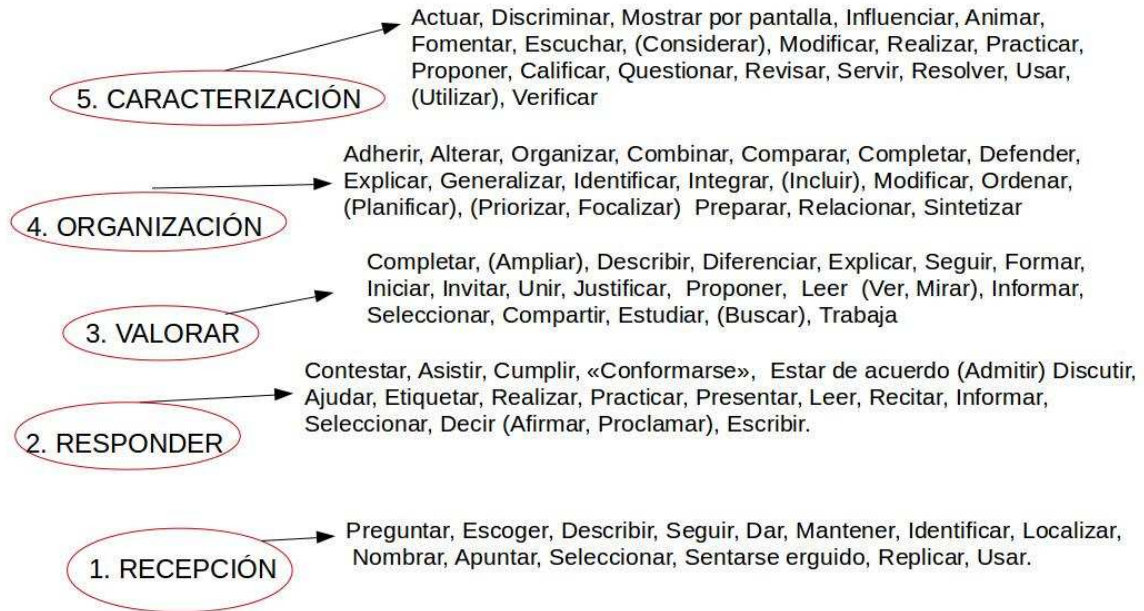 Actuar, Discriminar, Mostrar por pantalla, Influenciar, Animar,
Fomentar, Escuchar, (Considerar), Modificar, Realizar, Practicar,
Proponer, Calificar, Questionar, Revisar, Servir, Resolver, Usar,
(Utilizar), Verificar
5. CARACTERIZACIÓN
Adherir, Alterar, Organizar, Combinar, Comparar, Completar, Defender,
Explicar, Generalizar, Identificar, Integrar, (Incluir), Modificar, Ordenar,
(Planificar), (Priorizar, Focalizar) Preparar, Relacionar, Sintetizar
4. ORGANIZACIÓN
Completar, (Ampliar), Describir, Diferenciar, Explicar, Seguir, Formar,
Iniciar, Invitar, Unir, Justificar, Proponer, Leer (Ver, Mirar), Informar,
Seleccionar, Compartir, Estudiar, (Buscar), Trabaja
3. VALORAR
Contestar, Asistir, Cumplir, «Conformarse», Estar de acuerdo (Admitir) Discutir,
Ajudar, Etiquetar, Realizar, Practicar, Presentar, Leer, Recitar, Informar,
Seleccionar, Decir (Afirmar, Proclamar), Escribir.
2. RESPONDER
Preguntar, Escoger, Describir, Seguir, Dar, Mantener, Identificar, Localizar,
Nombrar, Apuntar, Seleccionar, Sentarse erguido, Replicar, Usar.
1. RECEPCIÓN